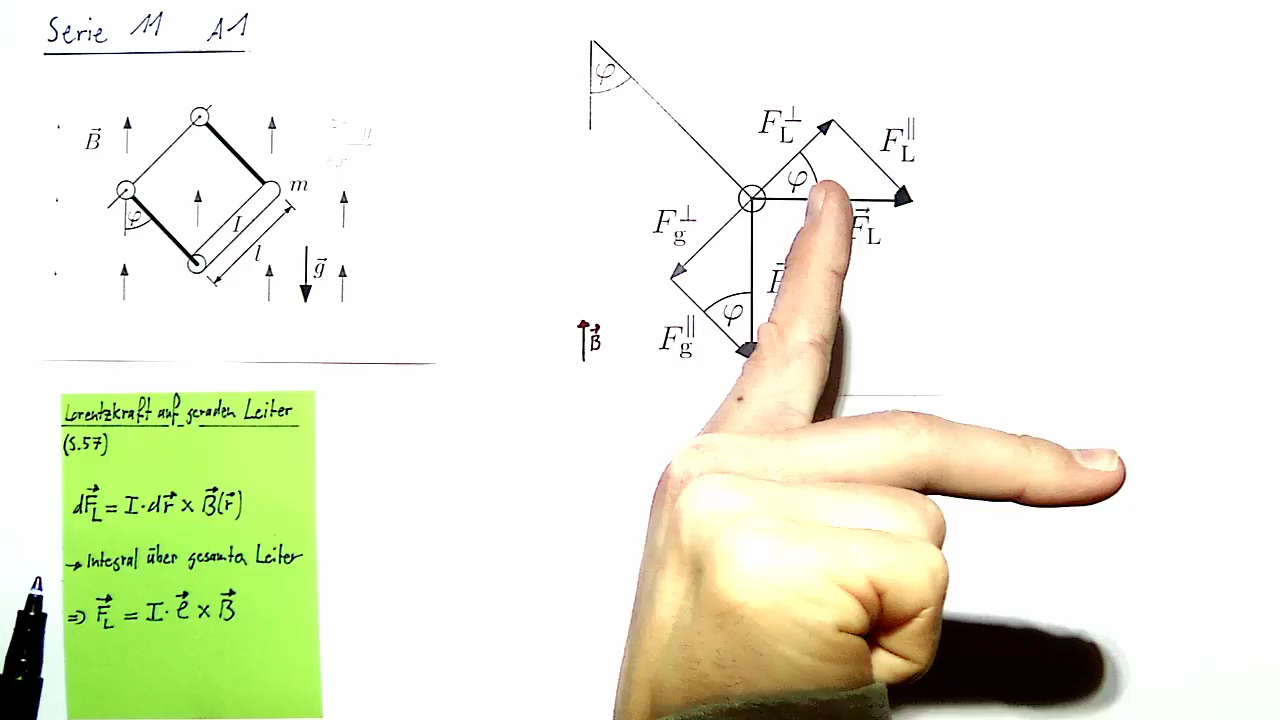 Serie 11 A1
B⃗
m
φ
I
l
g⃗
φ
F_L^⊥
F_L^∥
φ
F⃗_L
F_g^⊥
φ
F_g^∥
B⃗
Lorentzkraft auf geraden Leiter
(S.57)
dF⃗_L = I·dr⃗ × B⃗(r⃗)
→ Integral über gesamten Leiter
⇒ F⃗_L = I·ℓ⃗ × B⃗